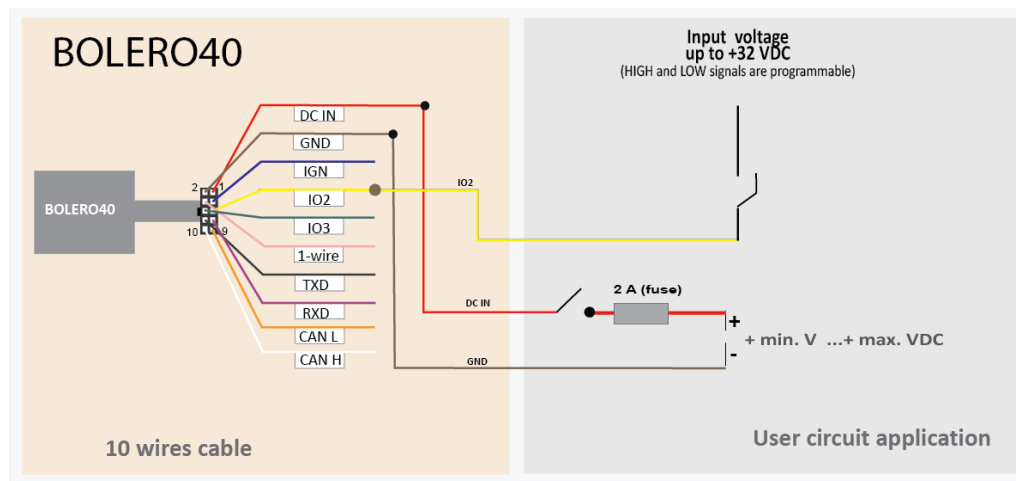 BOLERO40
Input voltage
up to +32 VDC
(HIGH and LOW signals are programmable)
DC IN
GND
IGN
IO2
IO3
1-wire
TXD
RXD
CAN L
CAN H
2
1
10
9
BOLERO40
IO2
2 A (fuse)
DC IN
+
-
+ min. V ...+ max. VDC
GND
10 wires cable
User circuit application